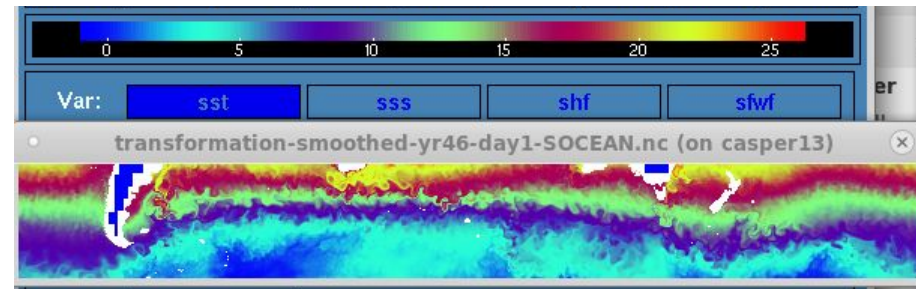 0 5 10 15 20 25
er
Var: sst sss shf sfwf
transformation-smoothed-yr46-day1-SOCEAN.nc (on casper13)